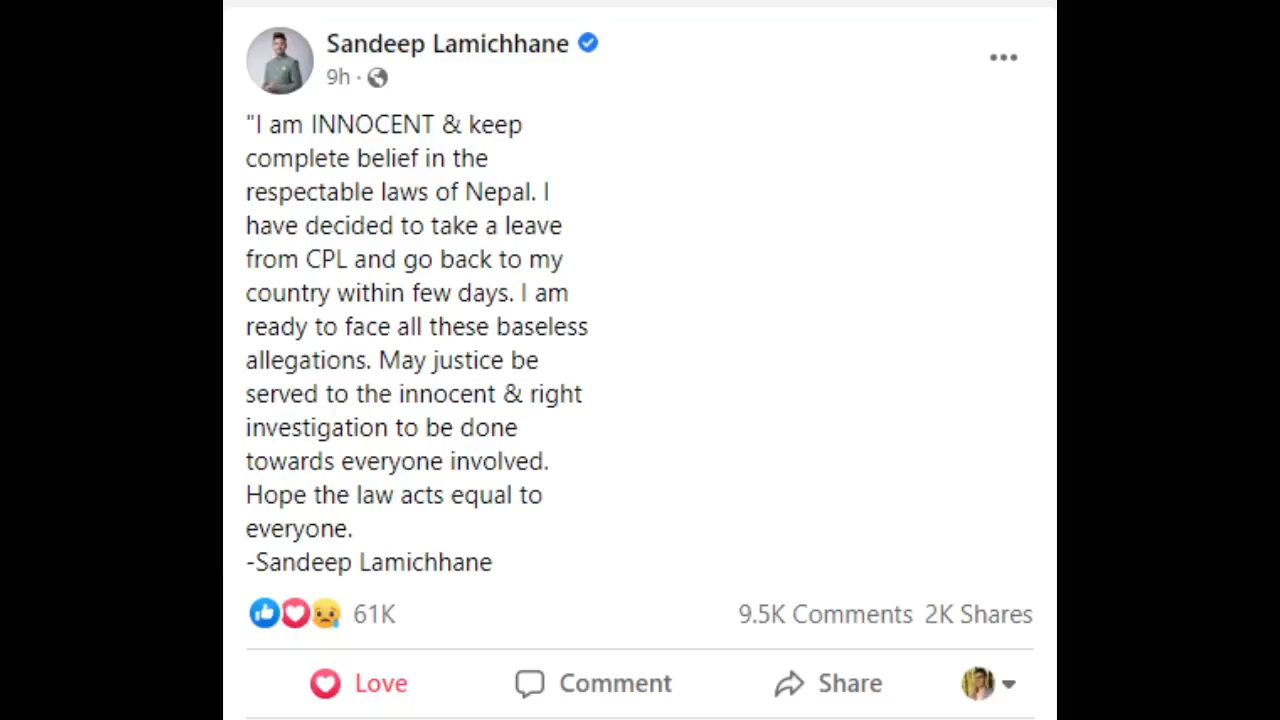 Sandeep Lamichhane
9h ·
"I am INNOCENT & keep
complete belief in the
respectable laws of Nepal. I
have decided to take a leave
from CPL and go back to my
country within few days. I am
ready to face all these baseless
allegations. May justice be
served to the innocent & right
investigation to be done
towards everyone involved.
Hope the law acts equal to
everyone.
-Sandeep Lamichhane
61K 9.5K Comments 2K Shares
Love Comment Share